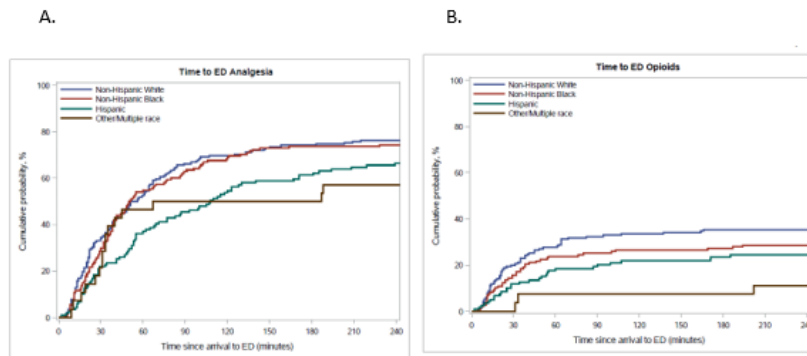 A.
B.
Time to ED Analgesia
Non-Hispanic White
Non-Hispanic Black
Hispanic
Other/Multiple race
Cumulative probability, %
100
80
60
40
20
0
0 30 60 90 120 150 180 210 240
Time since arrival to ED (minutes)
Time to ED Opioids
Non-Hispanic White
Non-Hispanic Black
Hispanic
Other/Multiple race
Cumulative probability, %
100
80
60
40
20
0
0 30 60 90 120 150 180 210 240
Time since arrival to ED (minutes)